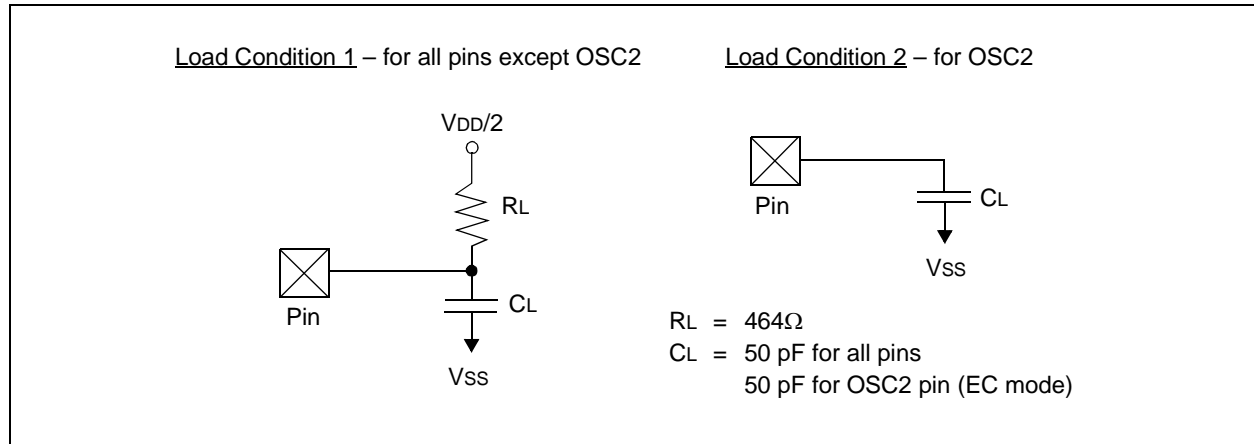 Load Condition 1 – for all pins except OSC2
Load Condition 2 – for OSC2
VDD/2
RL
Pin
CL
VSS
Pin
CL
VSS
RL = 464Ω
CL = 50 pF for all pins
50 pF for OSC2 pin (EC mode)